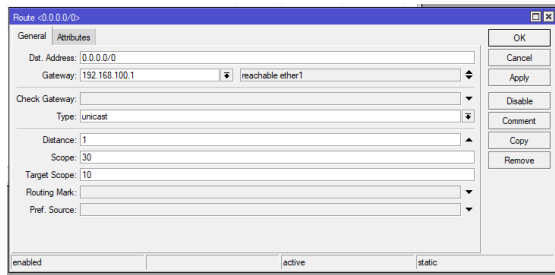 Route <0.0.0.0/0>
General Attributes
OK
Dst. Address: 0.0.0.0/0
Cancel
Gateway: 192.168.100.1 reachable ether1
Apply
Check Gateway:
Disable
Type: unicast
Comment
Distance: 1
Copy
Scope: 30
Remove
Target Scope: 10
Routing Mark:
Pref. Source:
enabled active static